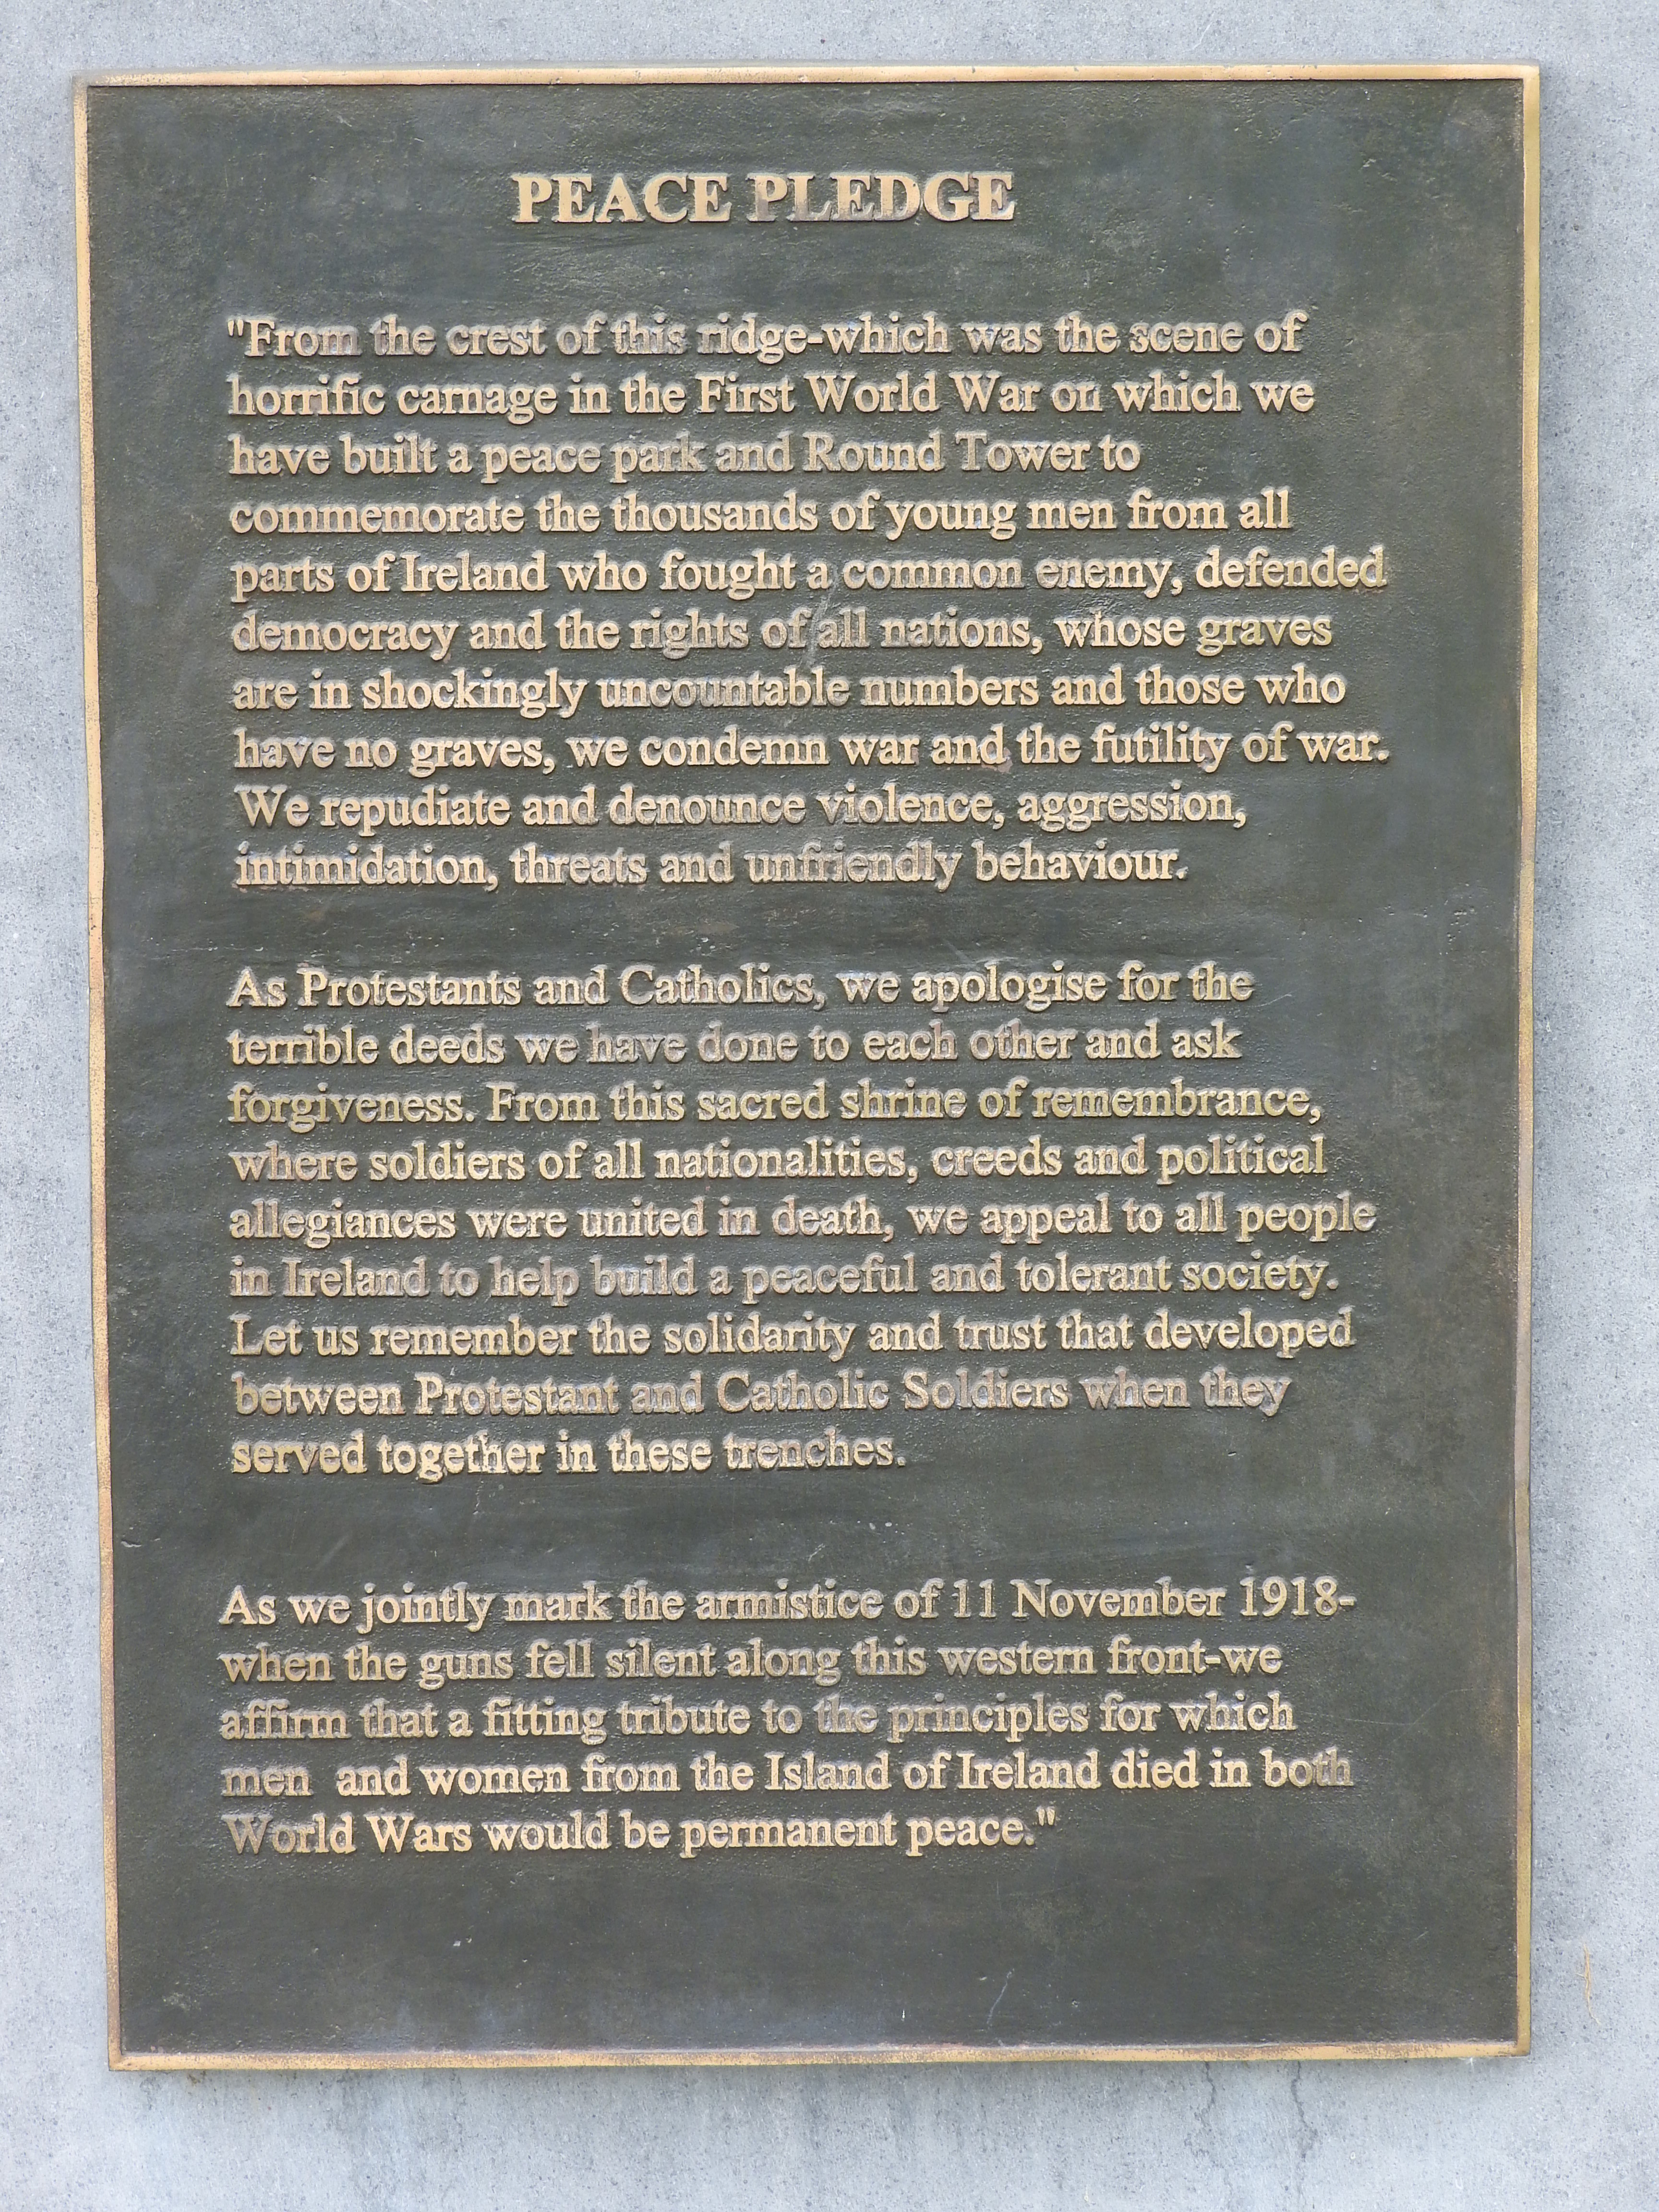 PEACE PLEDGE
"From the crest of this ridge-which was the scene of
horrific carnage in the First World War on which we
have built a peace park and Round Tower to
commemorate the thousands of young men from all
parts of Ireland who fought a common enemy, defended
democracy and the rights of all nations, whose graves
are in shockingly uncountable numbers and those who
have no graves, we condemn war and the futility of war.
We repudiate and denounce violence, aggression,
intimidation, threats and unfriendly behaviour.
As Protestants and Catholics, we apologise for the
terrible deeds we have done to each other and ask
forgiveness. From this sacred shrine of remembrance,
where soldiers of all nationalities, creeds and political
allegiances were united in death, we appeal to all people
in Ireland to help build a peaceful and tolerant society.
Let us remember the solidarity and trust that developed
between Protestant and Catholic Soldiers when they
served together in these trenches.
As we jointly mark the armistice of 11 November 1918-
when the guns fell silent along this western front-we
affirm that a fitting tribute to the principles for which
men and women from the Island of Ireland died in both
World Wars would be permanent peace."